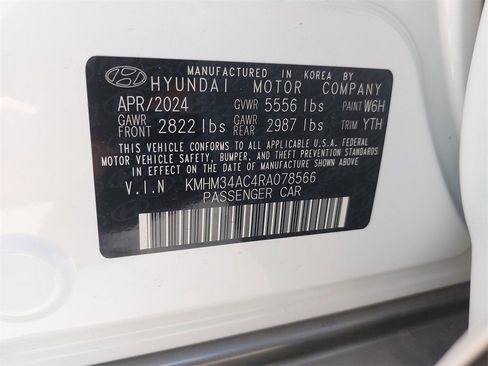 MANUFACTURED IN KOREA BY
HYUNDAI MOTOR COMPANY
APR/2024 GVWR 5556 lbs PAINT W6H
GAWR FRONT 2822 lbs GAWR REAR 2987 lbs TRIM YTH
THIS VEHICLE CONFORMS TO ALL APPLICABLE U.S.A. FEDERAL
MOTOR VEHICLE SAFETY, BUMPER, AND THEFT PREVENTION STANDARDS
IN EFFECT ON THE DATE OF MANUFACTURE SHOWN ABOVE.
V.I.N KMHM34AC4RA078566
PASSENGER CAR